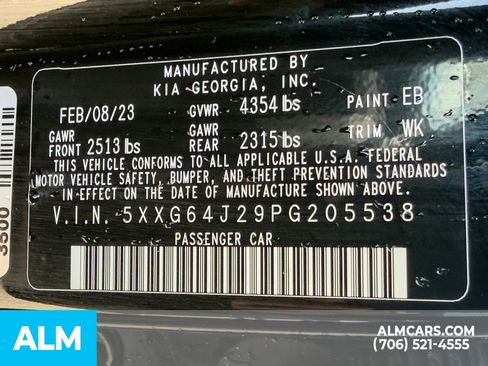 MANUFACTURED BY
KIA GEORGIA, INC.
FEB/08/23 GVWR 4354 lbs PAINT EB
GAWR FRONT 2513 lbs GAWR REAR 2315 lbs TRIM WK
THIS VEHICLE CONFORMS TO ALL APPLICABLE U.S.A. FEDERAL
MOTOR VEHICLE SAFETY, BUMPER, AND THEFT PREVENTION STANDARDS
IN EFFECT ON THE DATE OF MANUFACTURE SHOWN ABOVE.
V.I.N. 5XXG64J29PG205538
PASSENGER CAR
3500
ALM
ALMCARS.COM
(706) 521-4555